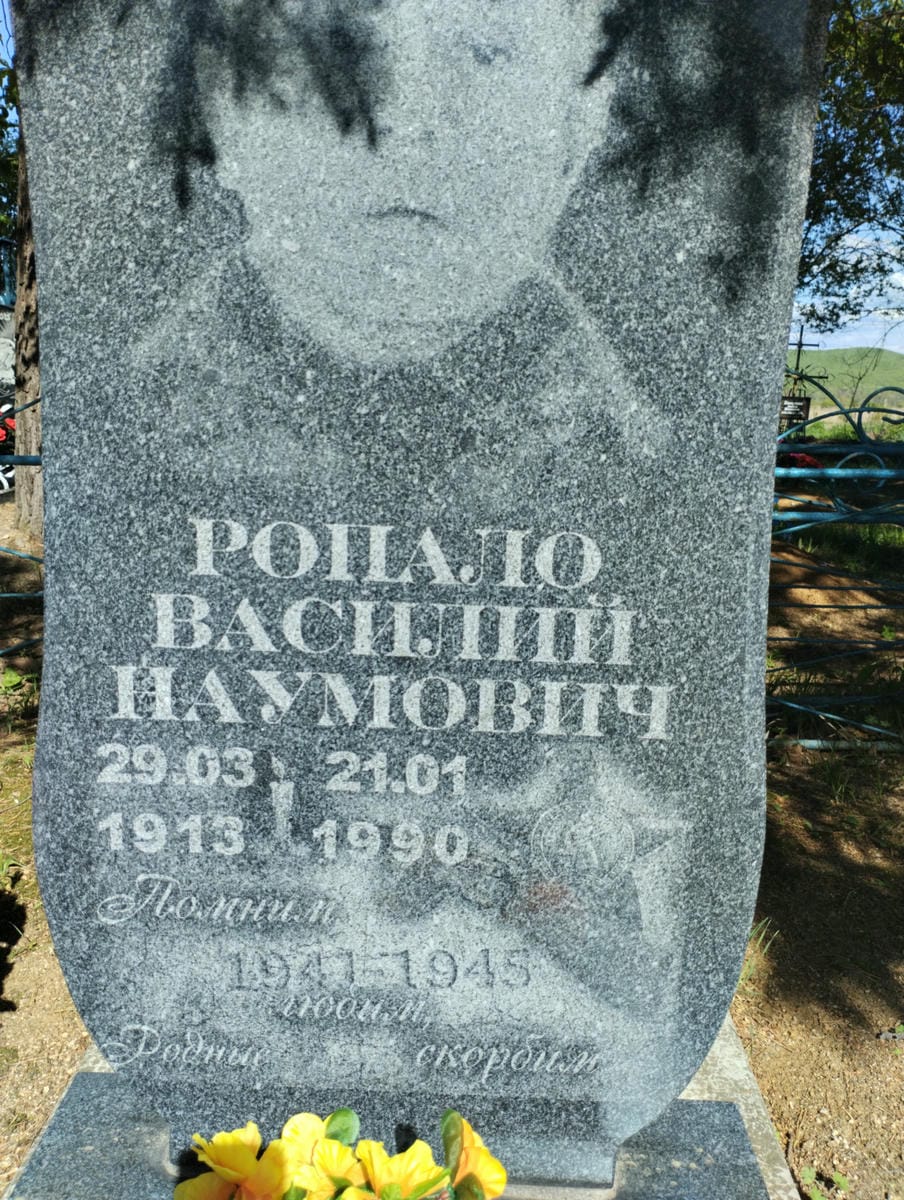 РОПАЛО
ВАСИЛИЙ
НАУМОВИЧ
29.03 21.01
1913 1990
Помним
1941-1945
любим,
Родные скорбим